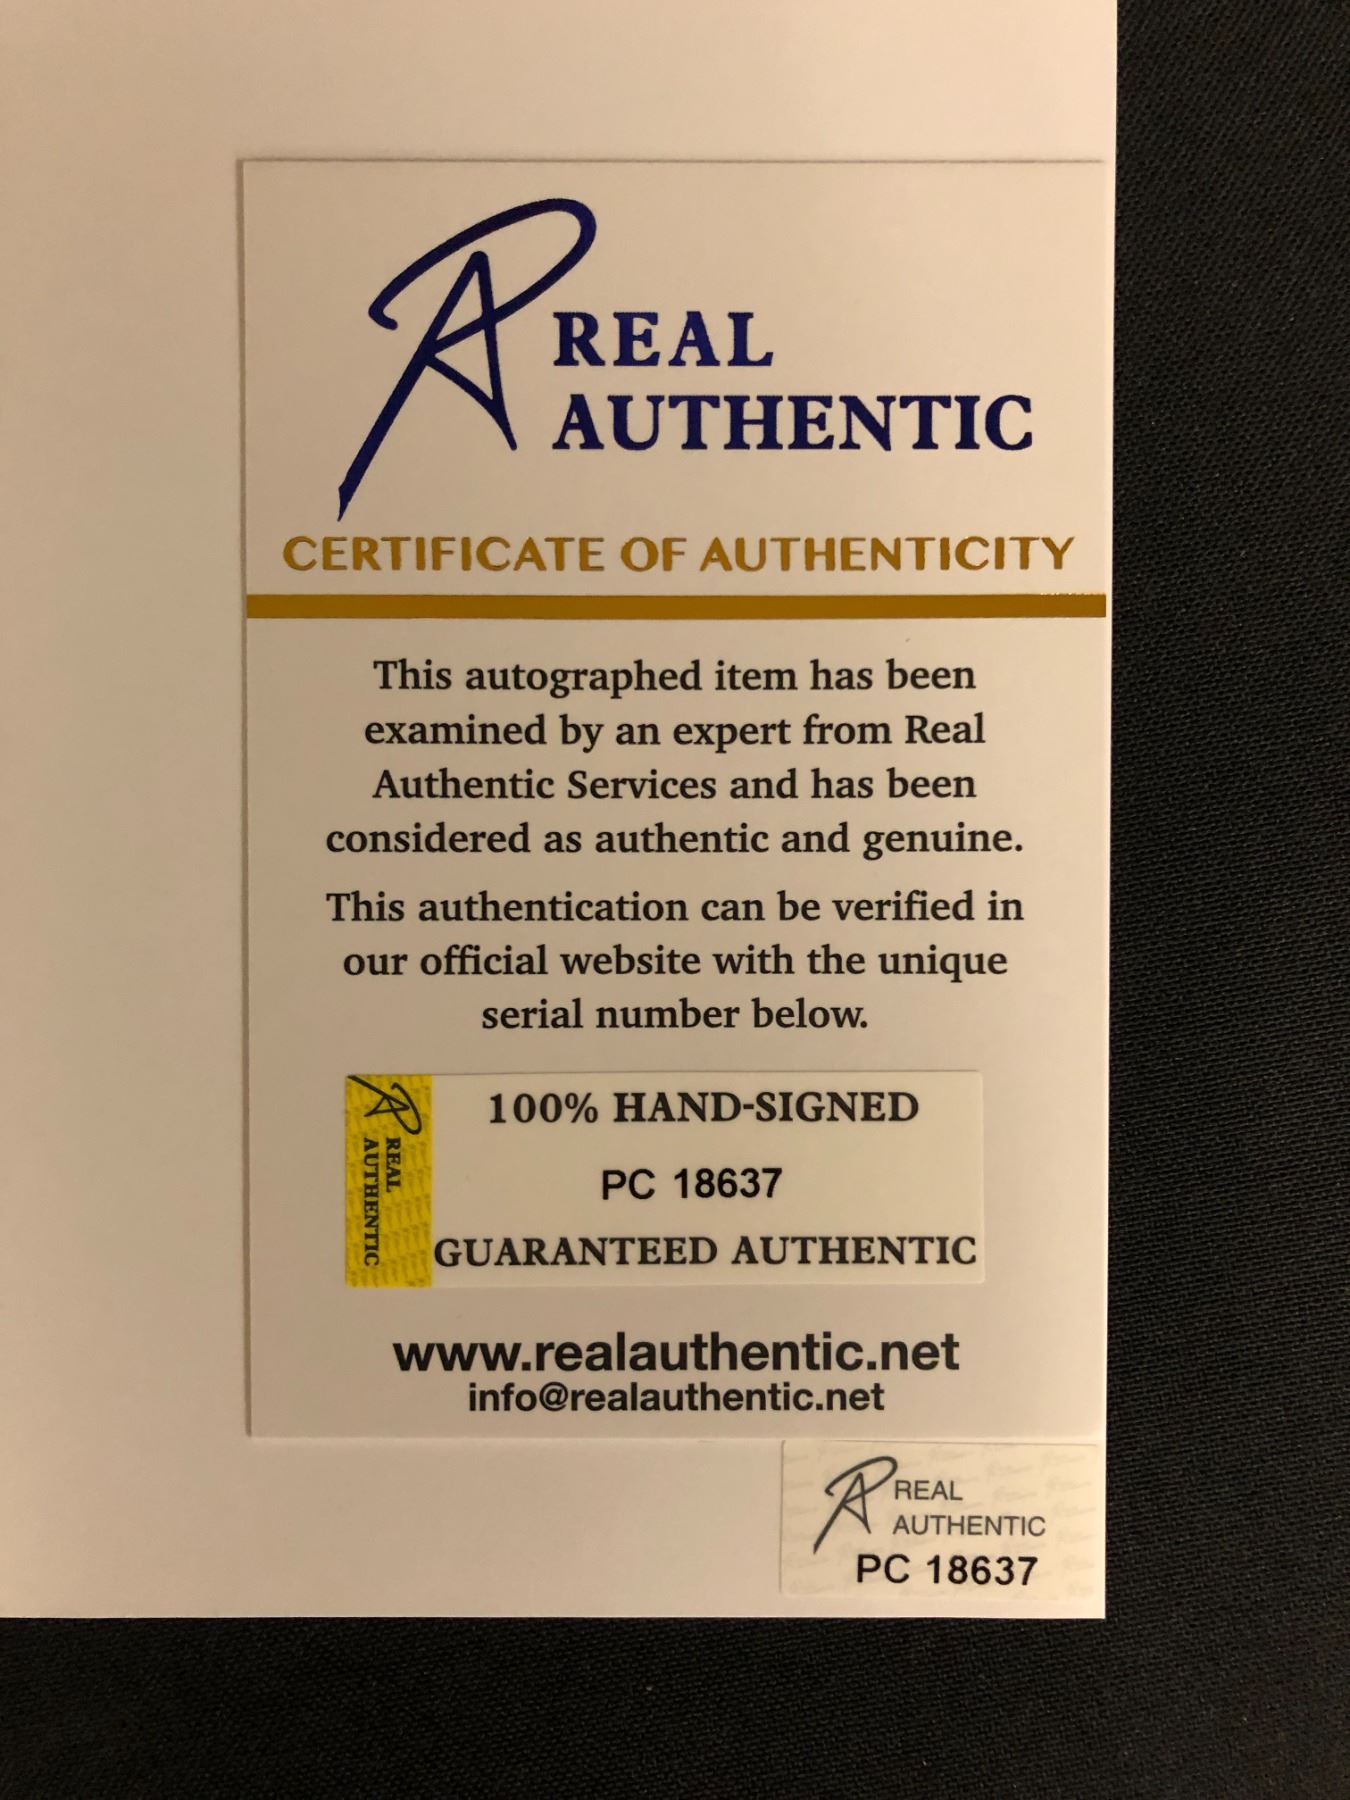 REAL
AUTHENTIC
CERTIFICATE OF AUTHENTICITY
This autographed item has been
examined by an expert from Real
Authentic Services and has been
considered as authentic and genuine.
This authentication can be verified in
our official website with the unique
serial number below.
REAL
AUTHENTIC
100% HAND-SIGNED
PC 18637
GUARANTEED AUTHENTIC
www.realauthentic.net
info@realauthentic.net
REAL
AUTHENTIC
PC 18637